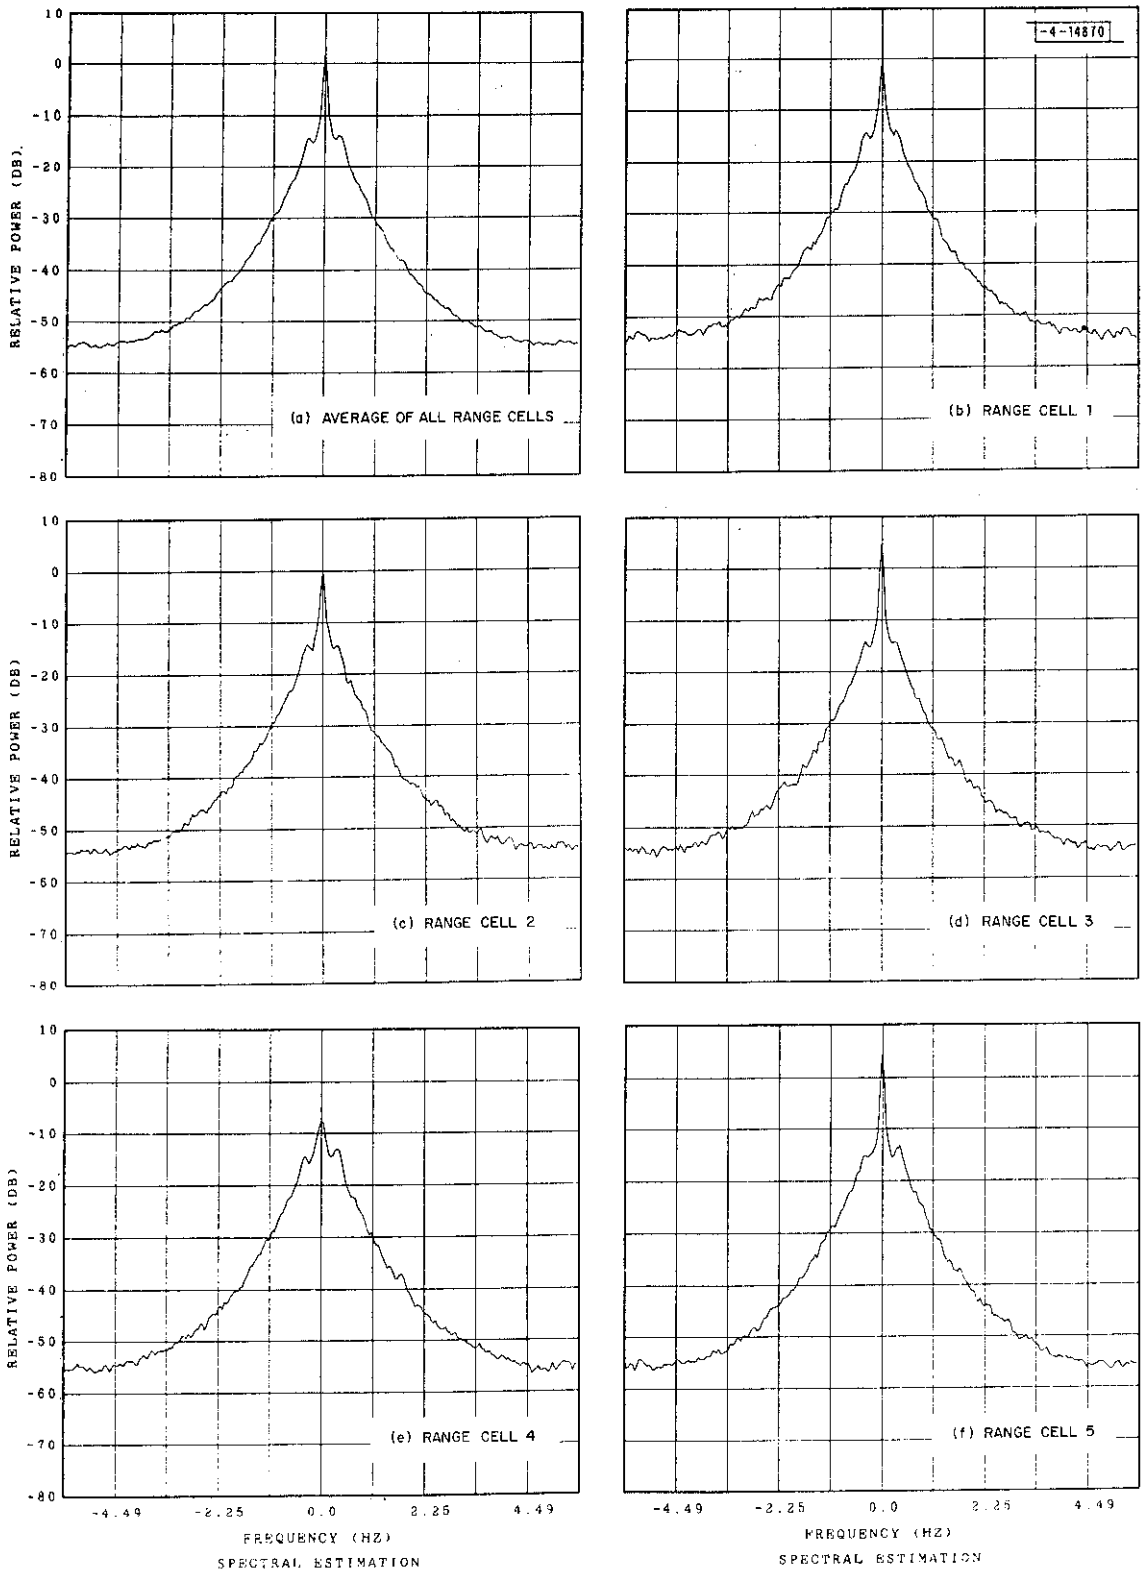 -4-14870
10
0
-10
-20
-30
-40
-50
-60
-70
-80
RELATIVE POWER (DB).
(a) AVERAGE OF ALL RANGE CELLS
(b) RANGE CELL 1
10
0
-10
-20
-30
-40
-50
-60
-70
-80
RELATIVE POWER (DB)
(c) RANGE CELL 2
(d) RANGE CELL 3
10
0
-10
-20
-30
-40
-50
-60
-70
-80
RELATIVE POWER (DB)
(e) RANGE CELL 4
(f) RANGE CELL 5
-4.49 -2.25 0.0 2.25 4.49
FREQUENCY (HZ)
SPECTRAL ESTIMATION
-4.49 -2.25 0.0 2.25 4.49
FREQUENCY (HZ)
SPECTRAL ESTIMATION